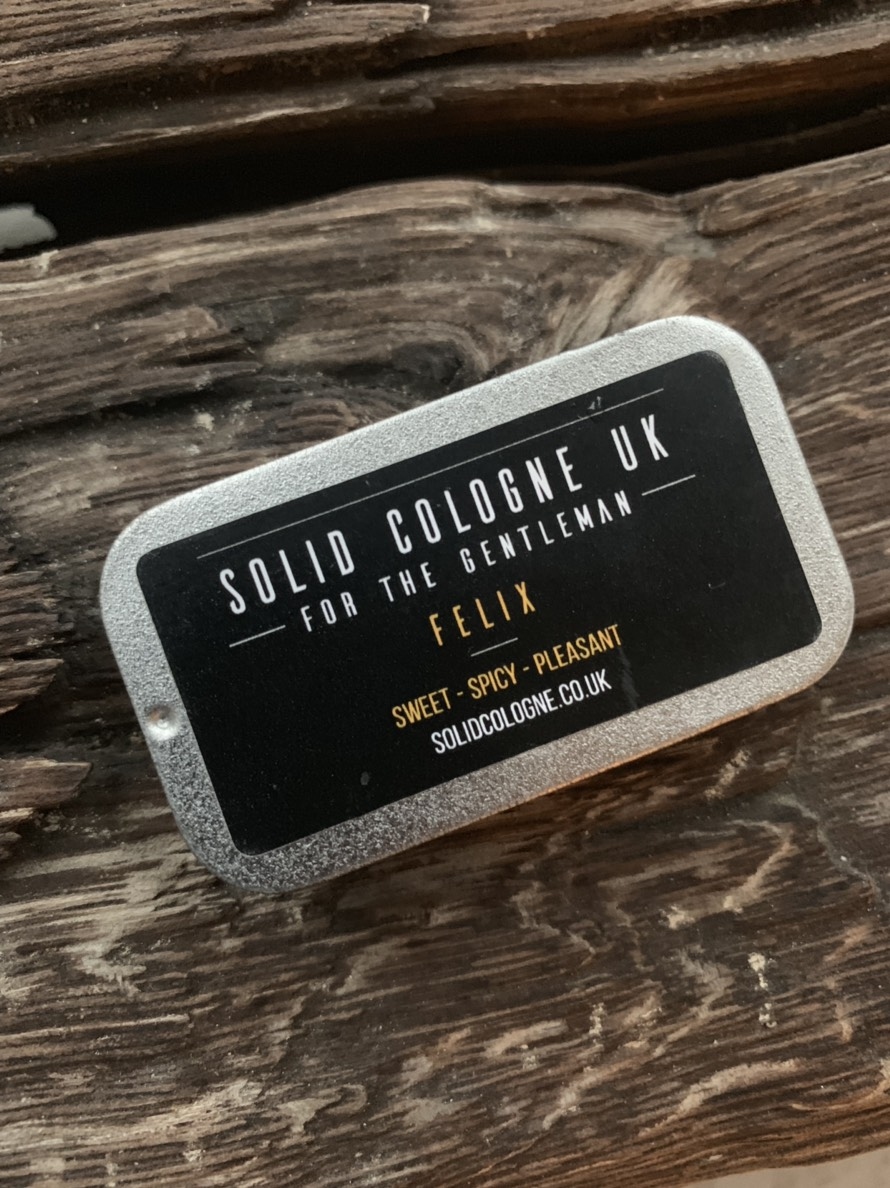 SOLID COLOGNE UK
FOR THE GENTLEMAN
FELIX
SWEET - SPICY - PLEASANT
SOLIDCOLOGNE.CO.UK